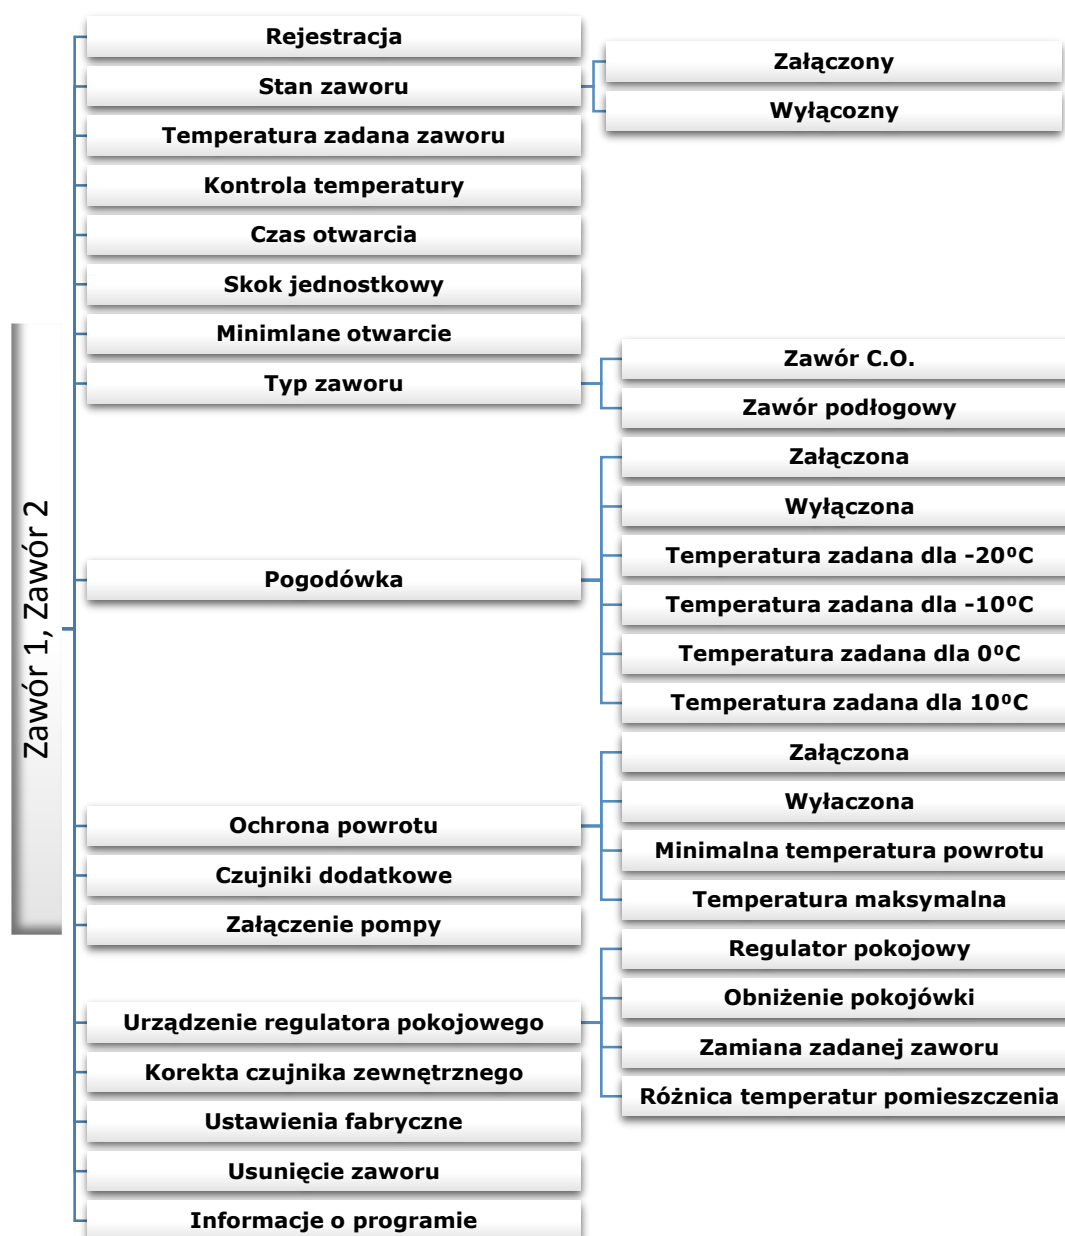 Zawór 1, Zawór 2
Rejestracja
Stan zaworu
Załączony
Wyłącozny
Temperatura zadana zaworu
Kontrola temperatury
Czas otwarcia
Skok jednostkowy
Minimlane otwarcie
Typ zaworu
Zawór C.O.
Zawór podłogowy
Pogodówka
Załączona
Wyłączona
Temperatura zadana dla -20ºC
Temperatura zadana dla -10ºC
Temperatura zadana dla 0ºC
Temperatura zadana dla 10ºC
Ochrona powrotu
Załączona
Wyłaczona
Minimalna temperatura powrotu
Temperatura maksymalna
Czujniki dodatkowe
Załączenie pompy
Urządzenie regulatora pokojowego
Regulator pokojowy
Obniżenie pokojówki
Zamiana zadanej zaworu
Różnica temperatur pomieszczenia
Korekta czujnika zewnętrznego
Ustawienia fabryczne
Usunięcie zaworu
Informacje o programie